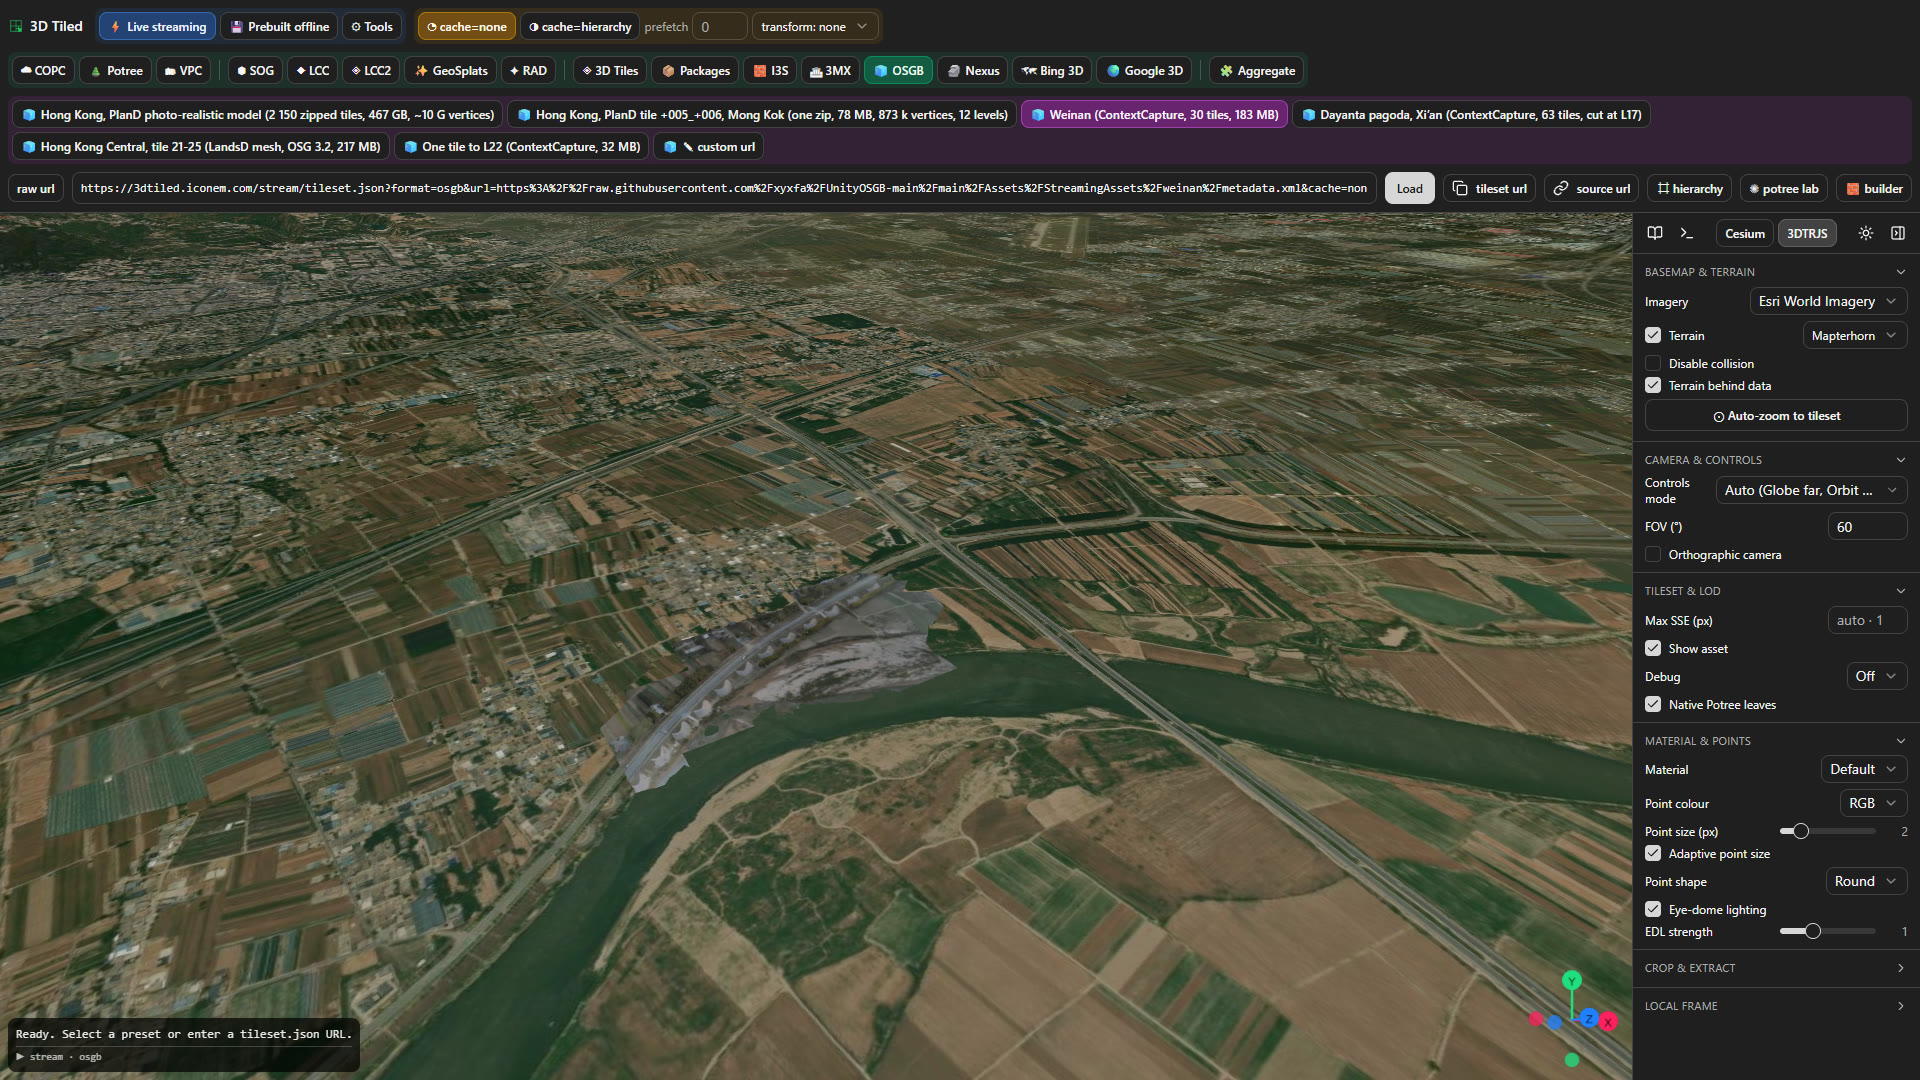 3D Tiled Live streaming Prebuilt offline Tools cache=none cache=hierarchy prefetch 0 transform: none
COPC Potree VPC SOG LCC LCC2 GeoSplats RAD 3D Tiles Packages I3S 3MX OSGB Nexus Bing 3D Google 3D Aggregate
Hong Kong, PlanD photo-realistic model (2 150 zipped tiles, 467 GB, ~10 G vertices) Hong Kong, PlanD tile +005_+006, Mong Kok (one zip, 78 MB, 873 k vertices, 12 levels) Weinan (ContextCapture, 30 tiles, 183 MB) Dayanta pagoda, Xi'an (ContextCapture, 63 tiles, cut at L17)
Hong Kong Central, tile 21-25 (LandsD mesh, OSG 3.2, 217 MB) One tile to L22 (ContextCapture, 32 MB) custom url
raw url https://3dtiled.iconem.com/stream/tileset.json?format=osgb&url=https%3A%2F%2Fraw.githubusercontent.com%2Fxyxfa%2FUnityOSGB-main%2Fmain%2FAssets%2FStreamingAssets%2Fweinan%2Fmetadata.xml&cache=non Load tileset url source url hierarchy potree lab builder
Cesium 3DTRJS
BASEMAP & TERRAIN
Imagery Esri World Imagery
Terrain Mapterhorn
Disable collision
Terrain behind data
Auto-zoom to tileset
CAMERA & CONTROLS
Controls mode Auto (Globe far, Orbit ...
FOV (°) 60
Orthographic camera
TILESET & LOD
Max SSE (px) auto · 1
Show asset
Debug Off
Native Potree leaves
MATERIAL & POINTS
Material Default
Point colour RGB
Point size (px) 2
Adaptive point size
Point shape Round
Eye-dome lighting
EDL strength 1
CROP & EXTRACT
LOCAL FRAME
Y
Z X
Ready. Select a preset or enter a tileset.json URL.
▶ stream · osgb